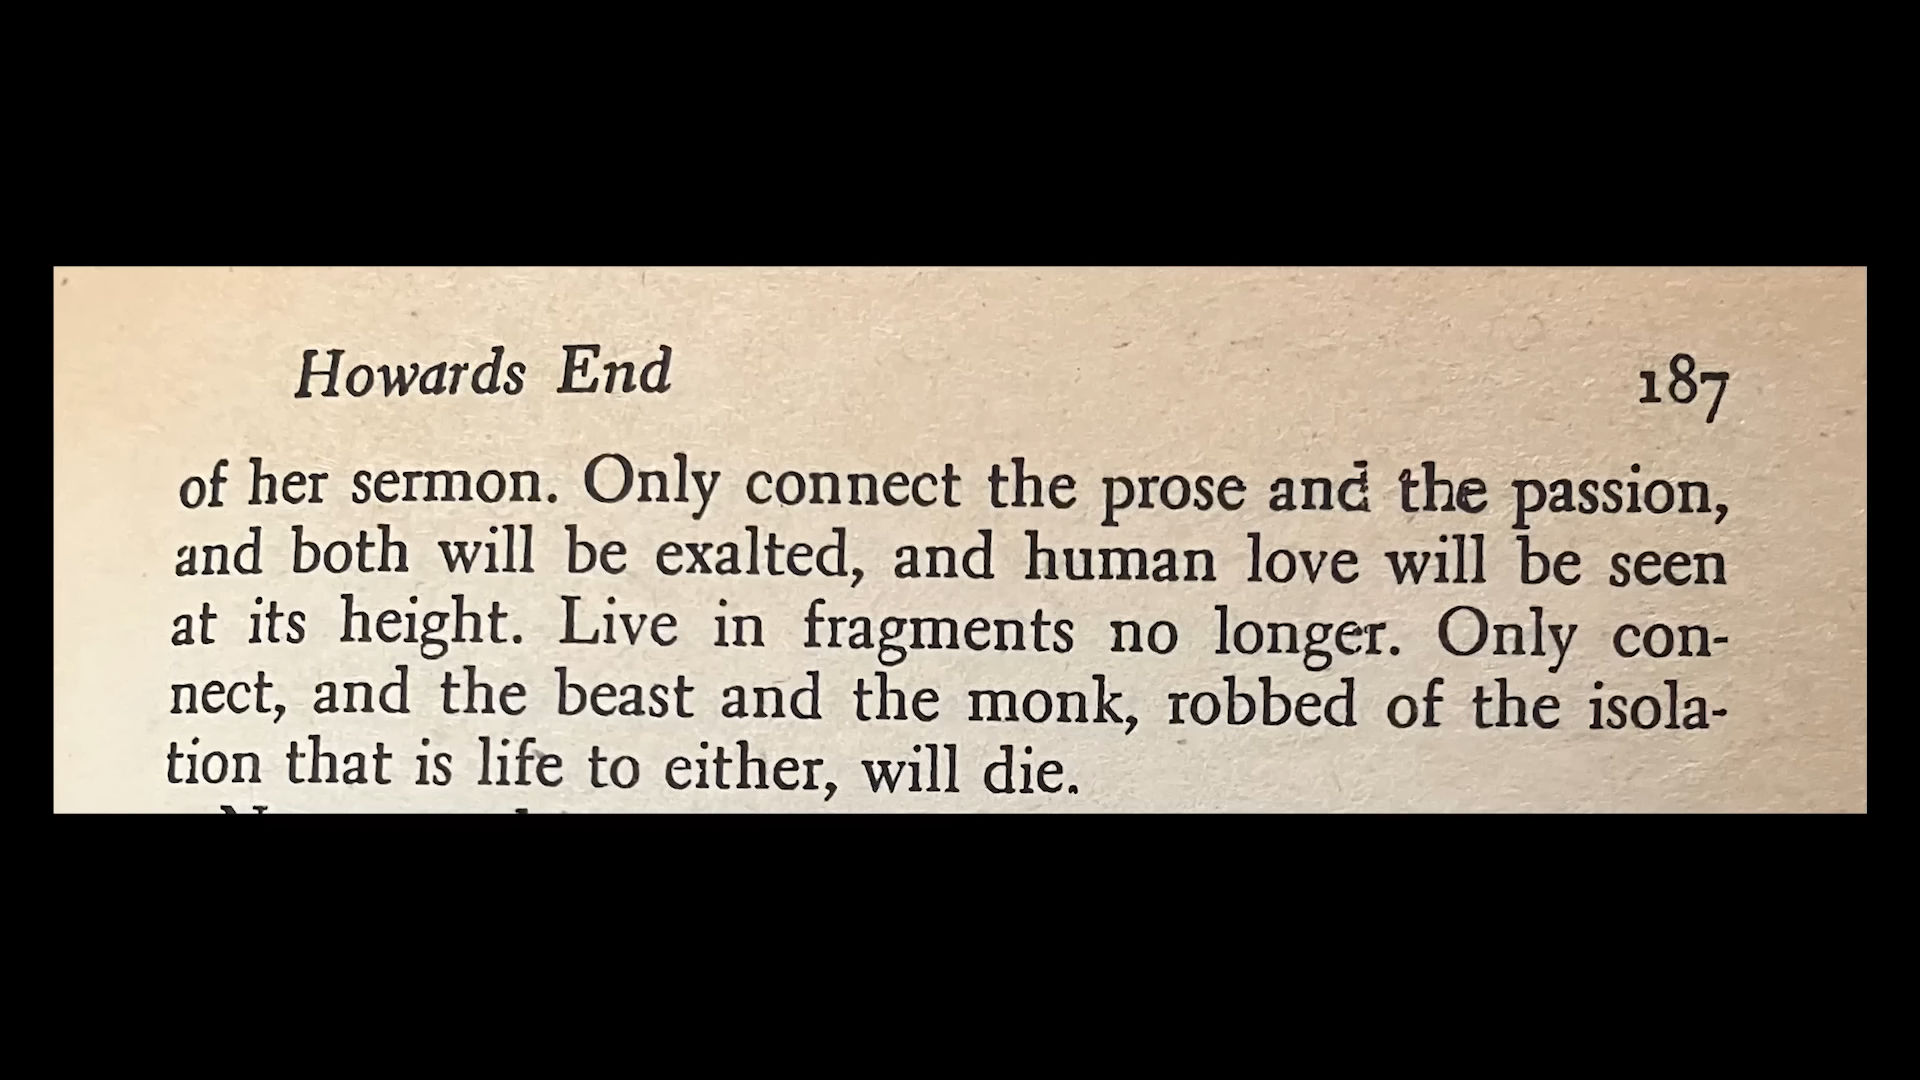 Howards End 187
of her sermon. Only connect the prose and the passion,
and both will be exalted, and human love will be seen
at its height. Live in fragments no longer. Only con-
nect, and the beast and the monk, robbed of the isola-
tion that is life to either, will die.